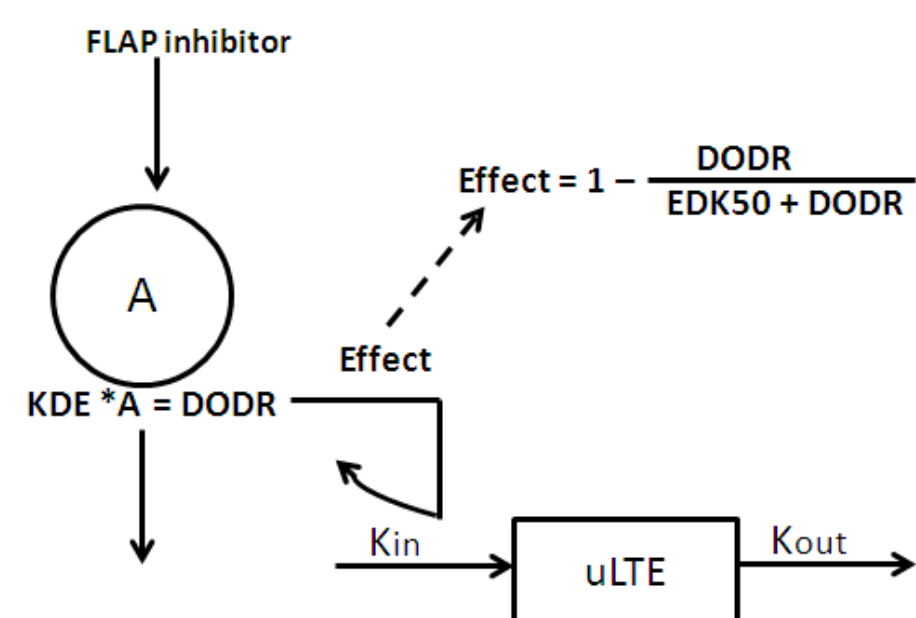 FLAP inhibitor
Effect = 1 – DODR
EDK50 + DODR
A
Effect
KDE *A = DODR
Kin
uLTE
Kout